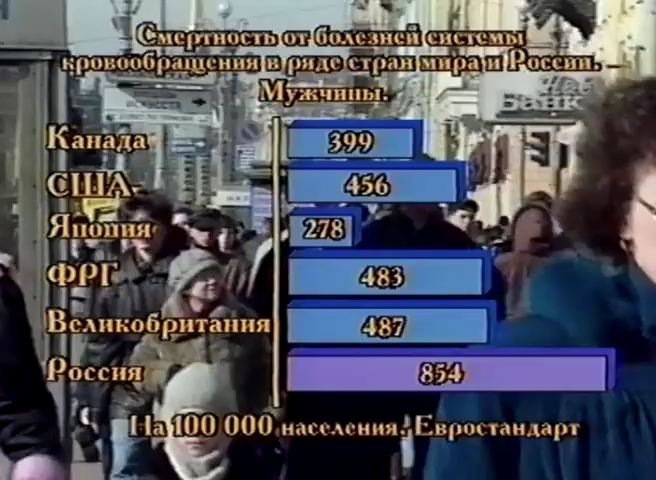 Смертность от болезней системы
кровообращения в ряде стран мира и России.
Мужчины.
Канада 399
США 456
Япония 278
ФРГ 483
Великобритания 487
Россия 854
На 100 000 населения. Евростандарт
Банк